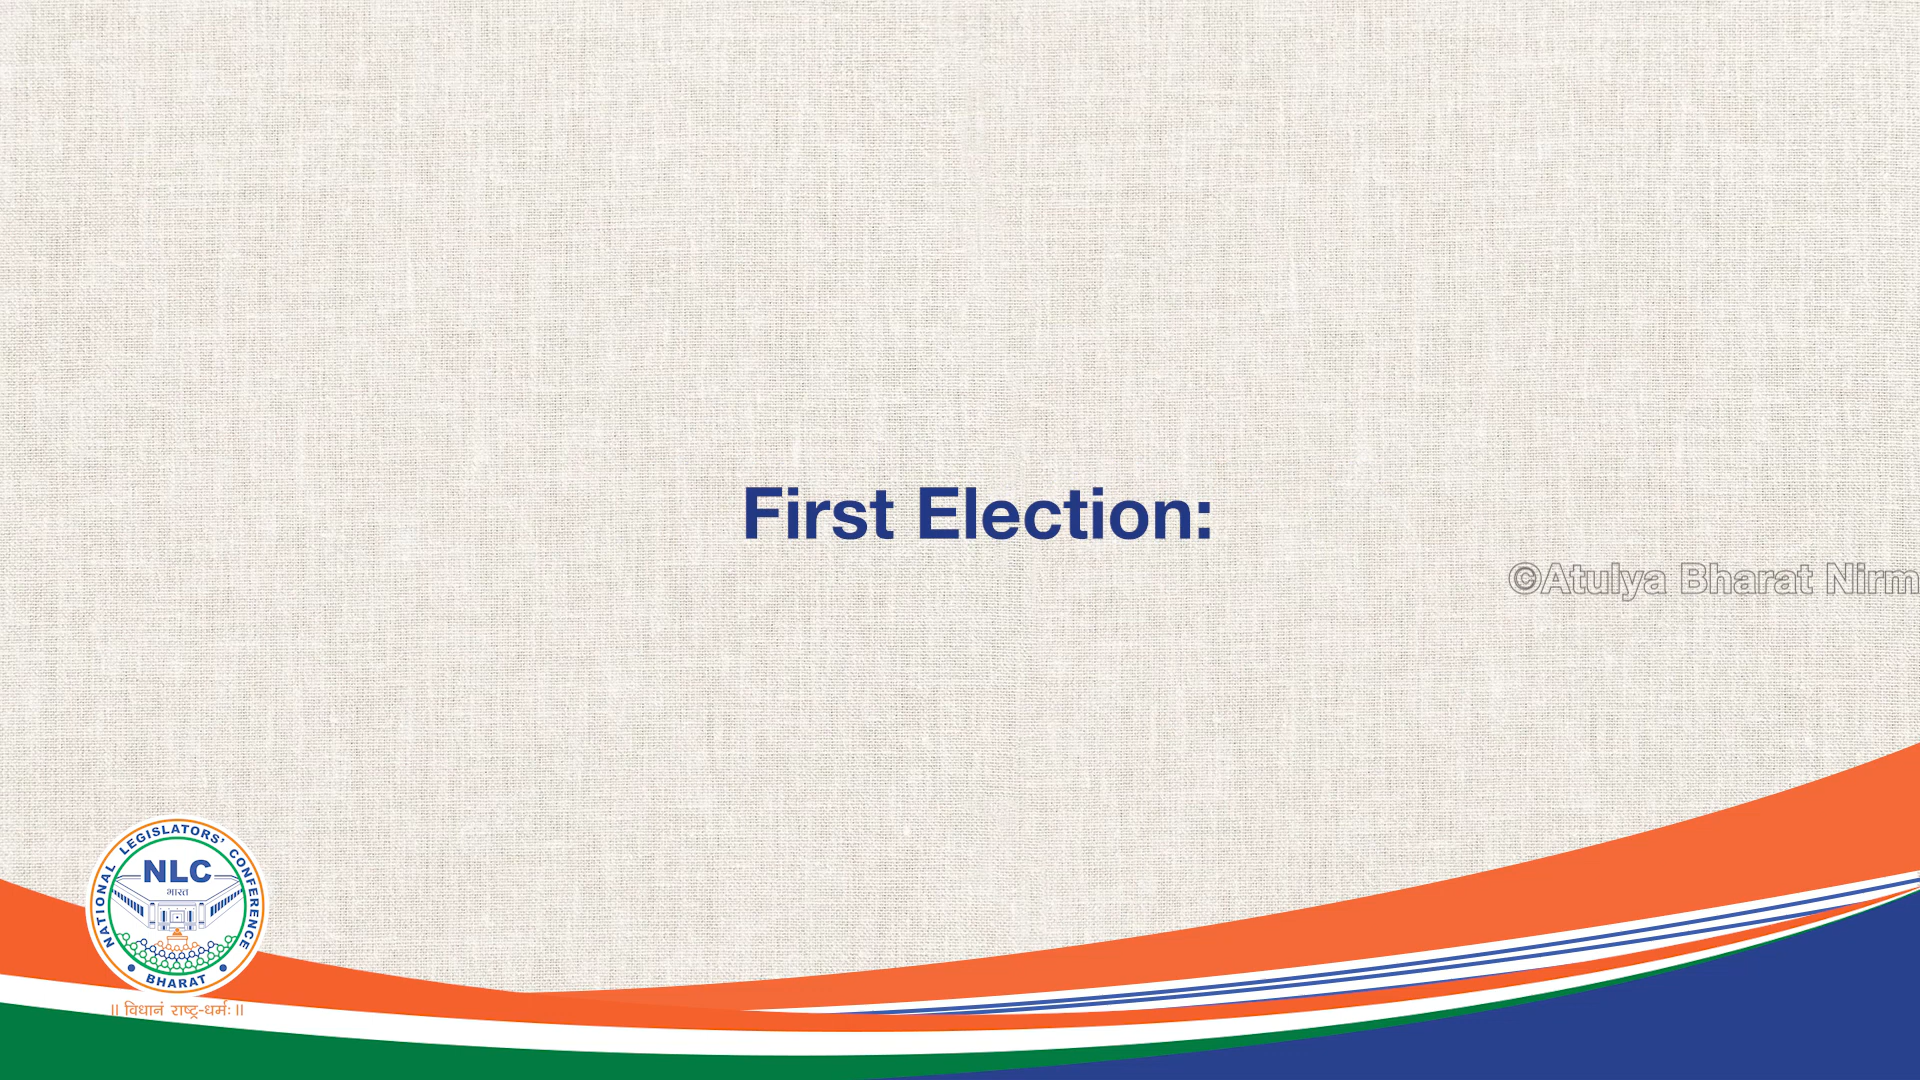 First Election:
©Atulya Bharat Nirm
NATIONAL LEGISLATORS' CONFERENCE
NLC
भारत
BHARAT
॥ विधानं राष्ट्र-धर्मः ॥